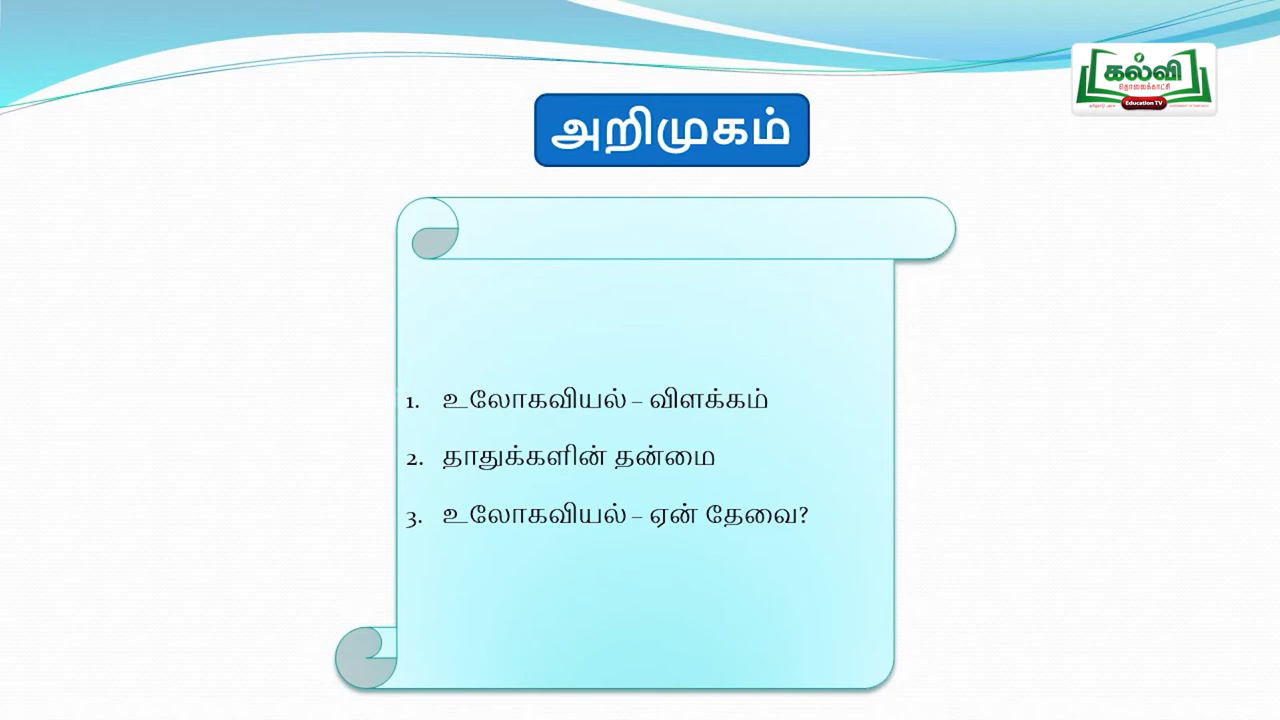 கல்வி
தொலைக்காட்சி
Education TV
அறிமுகம்
1. உலோகவியல் – விளக்கம்
2. தாதுக்களின் தன்மை
3. உலோகவியல் – ஏன் தேவை?